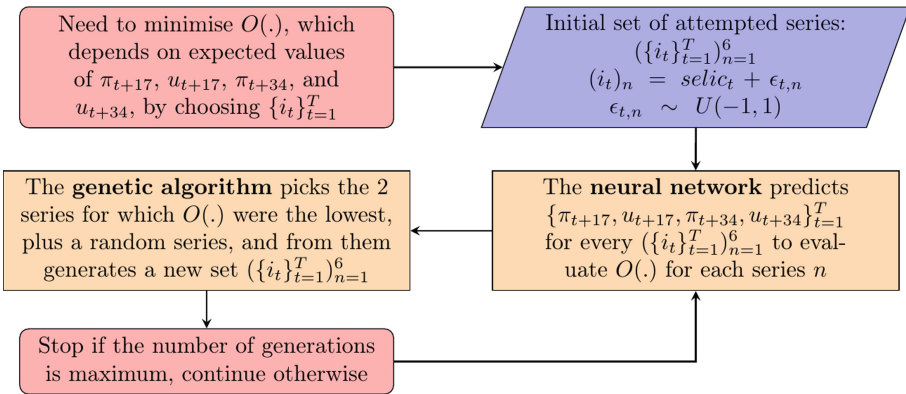 Need to minimise O(.), which
depends on expected values
of π_{t+17}, u_{t+17}, π_{t+34}, and
u_{t+34}, by choosing {i_t}_{t=1}^T
Initial set of attempted series:
({i_t}_{t=1}^T)_{n=1}^6
(i_t)_n = selic_t + ϵ_{t,n}
ϵ_{t,n} ∼ U(−1, 1)
The genetic algorithm picks the 2
series for which O(.) were the lowest,
plus a random series, and from them
generates a new set ({i_t}_{t=1}^T)_{n=1}^6
The neural network predicts
{π_{t+17}, u_{t+17}, π_{t+34}, u_{t+34}}_{t=1}^T
for every ({i_t}_{t=1}^T)_{n=1}^6 to eval-
uate O(.) for each series n
Stop if the number of generations
is maximum, continue otherwise